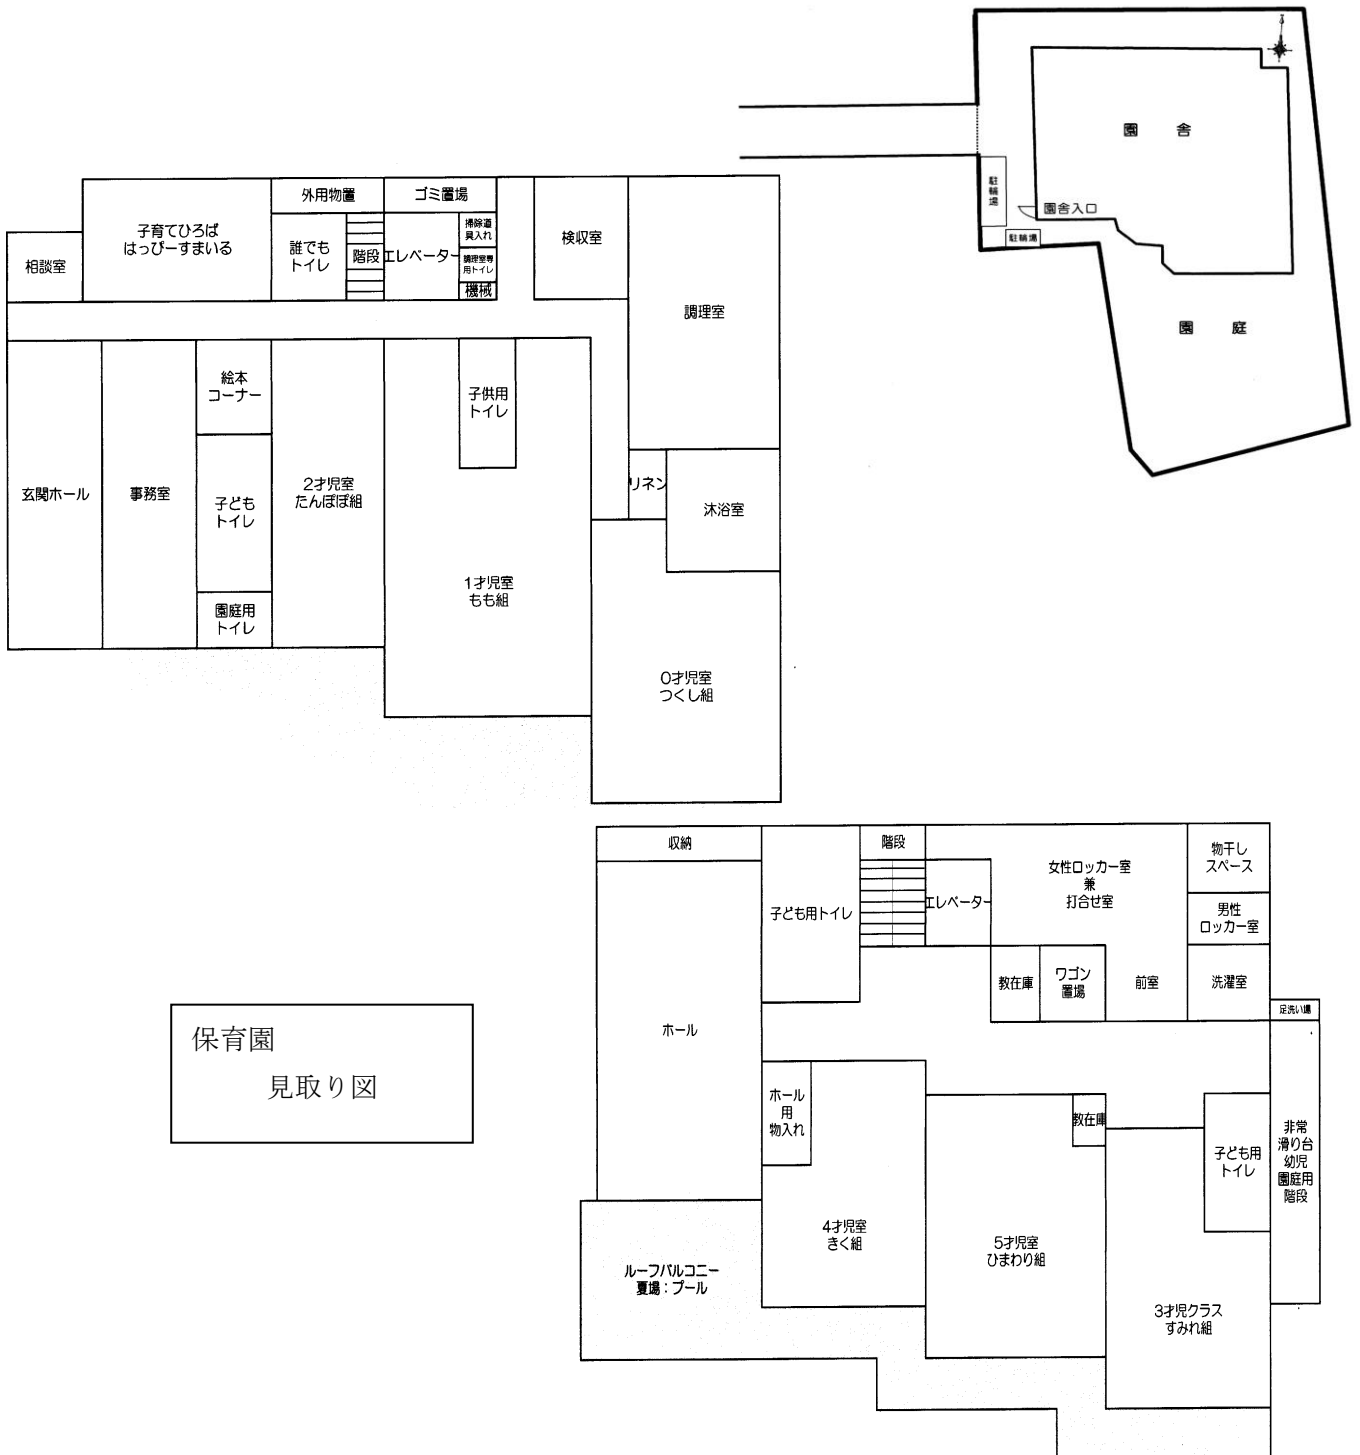 園舎
駐輪場
園舎入口
駐輪場
園庭
外用物置
ゴミ置場
子育てひろば
はっぴーすまいる
相談室
誰でも
トイレ
階段
エレベーター
掃除道
具入れ
調理室専
用トイレ
機械
検収室
調理室
玄関ホール
事務室
絵本
コーナー
子ども
トイレ
園庭用
トイレ
2才児室
たんぽぽ組
子供用
トイレ
1才児室
もも組
リネン
沐浴室
0才児室
つくし組
収納
ホール
子ども用トイレ
階段
エレベーター
女性ロッカー室
兼
打合せ室
物干し
スペース
男性
ロッカー室
教在庫
ワゴン
置場
前室
洗濯室
足洗い場
ホール
用
物入れ
4才児室
きく組
教在庫
5才児室
ひまわり組
子ども用
トイレ
3才児クラス
すみれ組
非常
滑り台
幼児
園庭用
階段
ルーフバルコニー
夏場：プール
保育園
見取り図